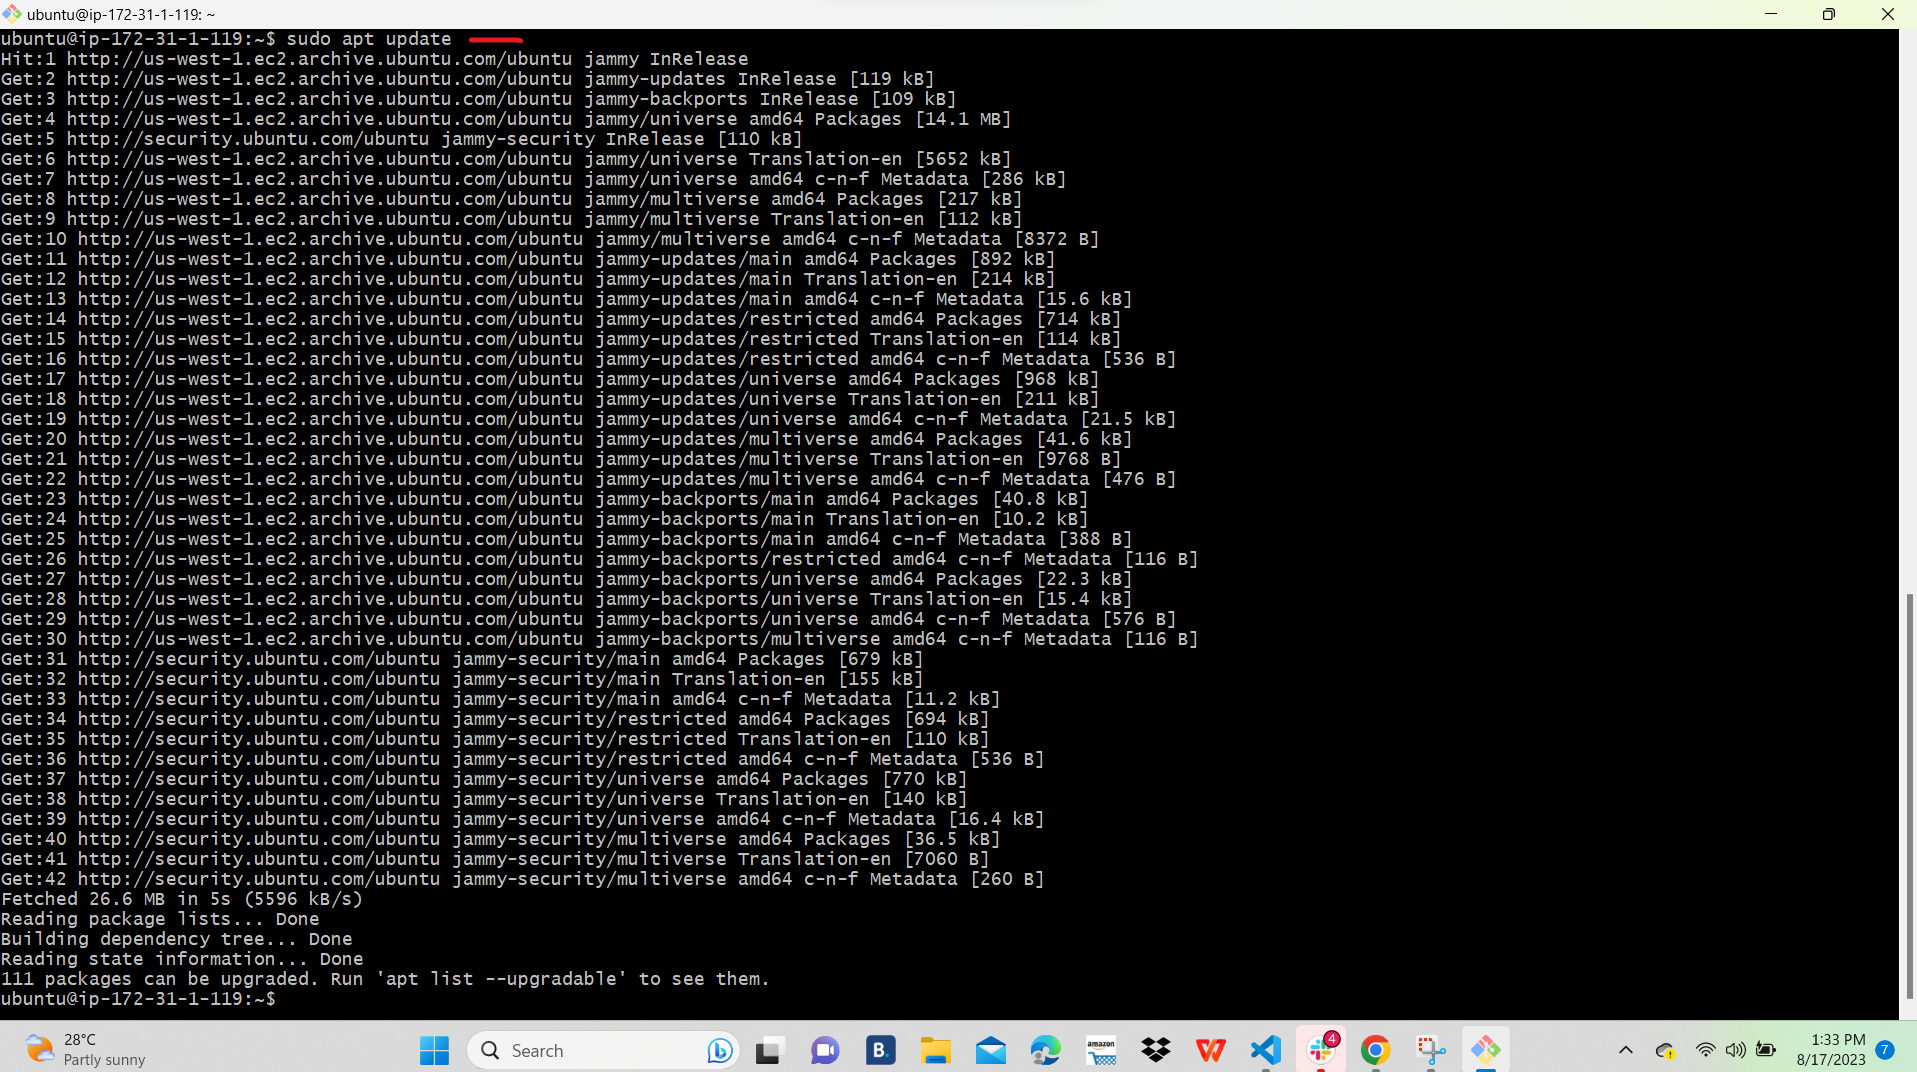 ubuntu@ip-172-31-1-119: ~
ubuntu@ip-172-31-1-119:~$ sudo apt update
Hit:1 http://us-west-1.ec2.archive.ubuntu.com/ubuntu jammy InRelease
Get:2 http://us-west-1.ec2.archive.ubuntu.com/ubuntu jammy-updates InRelease [119 kB]
Get:3 http://us-west-1.ec2.archive.ubuntu.com/ubuntu jammy-backports InRelease [109 kB]
Get:4 http://us-west-1.ec2.archive.ubuntu.com/ubuntu jammy/universe amd64 Packages [14.1 MB]
Get:5 http://security.ubuntu.com/ubuntu jammy-security InRelease [110 kB]
Get:6 http://us-west-1.ec2.archive.ubuntu.com/ubuntu jammy/universe Translation-en [5652 kB]
Get:7 http://us-west-1.ec2.archive.ubuntu.com/ubuntu jammy/universe amd64 c-n-f Metadata [286 kB]
Get:8 http://us-west-1.ec2.archive.ubuntu.com/ubuntu jammy/multiverse amd64 Packages [217 kB]
Get:9 http://us-west-1.ec2.archive.ubuntu.com/ubuntu jammy/multiverse Translation-en [112 kB]
Get:10 http://us-west-1.ec2.archive.ubuntu.com/ubuntu jammy/multiverse amd64 c-n-f Metadata [8372 B]
Get:11 http://us-west-1.ec2.archive.ubuntu.com/ubuntu jammy-updates/main amd64 Packages [892 kB]
Get:12 http://us-west-1.ec2.archive.ubuntu.com/ubuntu jammy-updates/main Translation-en [214 kB]
Get:13 http://us-west-1.ec2.archive.ubuntu.com/ubuntu jammy-updates/main amd64 c-n-f Metadata [15.6 kB]
Get:14 http://us-west-1.ec2.archive.ubuntu.com/ubuntu jammy-updates/restricted amd64 Packages [714 kB]
Get:15 http://us-west-1.ec2.archive.ubuntu.com/ubuntu jammy-updates/restricted Translation-en [114 kB]
Get:16 http://us-west-1.ec2.archive.ubuntu.com/ubuntu jammy-updates/restricted amd64 c-n-f Metadata [536 B]
Get:17 http://us-west-1.ec2.archive.ubuntu.com/ubuntu jammy-updates/universe amd64 Packages [968 kB]
Get:18 http://us-west-1.ec2.archive.ubuntu.com/ubuntu jammy-updates/universe Translation-en [211 kB]
Get:19 http://us-west-1.ec2.archive.ubuntu.com/ubuntu jammy-updates/universe amd64 c-n-f Metadata [21.5 kB]
Get:20 http://us-west-1.ec2.archive.ubuntu.com/ubuntu jammy-updates/multiverse amd64 Packages [41.6 kB]
Get:21 http://us-west-1.ec2.archive.ubuntu.com/ubuntu jammy-updates/multiverse Translation-en [9768 B]
Get:22 http://us-west-1.ec2.archive.ubuntu.com/ubuntu jammy-updates/multiverse amd64 c-n-f Metadata [476 B]
Get:23 http://us-west-1.ec2.archive.ubuntu.com/ubuntu jammy-backports/main amd64 Packages [40.8 kB]
Get:24 http://us-west-1.ec2.archive.ubuntu.com/ubuntu jammy-backports/main Translation-en [10.2 kB]
Get:25 http://us-west-1.ec2.archive.ubuntu.com/ubuntu jammy-backports/main amd64 c-n-f Metadata [388 B]
Get:26 http://us-west-1.ec2.archive.ubuntu.com/ubuntu jammy-backports/restricted amd64 c-n-f Metadata [116 B]
Get:27 http://us-west-1.ec2.archive.ubuntu.com/ubuntu jammy-backports/universe amd64 Packages [22.3 kB]
Get:28 http://us-west-1.ec2.archive.ubuntu.com/ubuntu jammy-backports/universe Translation-en [15.4 kB]
Get:29 http://us-west-1.ec2.archive.ubuntu.com/ubuntu jammy-backports/universe amd64 c-n-f Metadata [576 B]
Get:30 http://us-west-1.ec2.archive.ubuntu.com/ubuntu jammy-backports/multiverse amd64 c-n-f Metadata [116 B]
Get:31 http://security.ubuntu.com/ubuntu jammy-security/main amd64 Packages [679 kB]
Get:32 http://security.ubuntu.com/ubuntu jammy-security/main Translation-en [155 kB]
Get:33 http://security.ubuntu.com/ubuntu jammy-security/main amd64 c-n-f Metadata [11.2 kB]
Get:34 http://security.ubuntu.com/ubuntu jammy-security/restricted amd64 Packages [694 kB]
Get:35 http://security.ubuntu.com/ubuntu jammy-security/restricted Translation-en [110 kB]
Get:36 http://security.ubuntu.com/ubuntu jammy-security/restricted amd64 c-n-f Metadata [536 B]
Get:37 http://security.ubuntu.com/ubuntu jammy-security/universe amd64 Packages [770 kB]
Get:38 http://security.ubuntu.com/ubuntu jammy-security/universe Translation-en [140 kB]
Get:39 http://security.ubuntu.com/ubuntu jammy-security/universe amd64 c-n-f Metadata [16.4 kB]
Get:40 http://security.ubuntu.com/ubuntu jammy-security/multiverse amd64 Packages [36.5 kB]
Get:41 http://security.ubuntu.com/ubuntu jammy-security/multiverse Translation-en [7060 B]
Get:42 http://security.ubuntu.com/ubuntu jammy-security/multiverse amd64 c-n-f Metadata [260 B]
Fetched 26.6 MB in 5s (5596 kB/s)
Reading package lists... Done
Building dependency tree... Done
Reading state information... Done
111 packages can be upgraded. Run 'apt list --upgradable' to see them.
ubuntu@ip-172-31-1-119:~$
28°C
Partly sunny
Search
B.
amazon
4
1:33 PM
8/17/2023
7